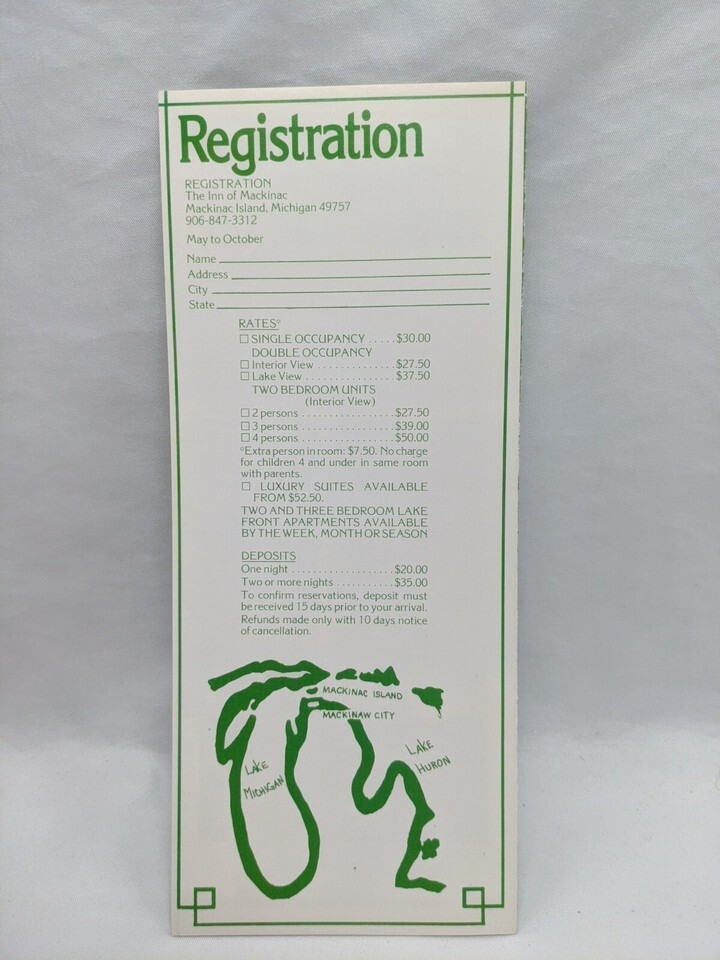 Registration
REGISTRATION
The Inn of Mackinac
Mackinac Island, Michigan 49757
906-847-3312
May to October
Name
Address
City
State
RATES°
□ SINGLE OCCUPANCY . . . . . $30.00
DOUBLE OCCUPANCY
□ Interior View . . . . . . . . . . . . . $27.50
□ Lake View . . . . . . . . . . . . . . . $37.50
TWO BEDROOM UNITS
(Interior View)
□ 2 persons . . . . . . . . . . . . . . . . $27.50
□ 3 persons . . . . . . . . . . . . . . . . $39.00
□ 4 persons . . . . . . . . . . . . . . . . $50.00
°Extra person in room: $7.50. No charge
for children 4 and under in same room
with parents.
□ LUXURY SUITES AVAILABLE
FROM $52.50.
TWO AND THREE BEDROOM LAKE
FRONT APARTMENTS AVAILABLE
BY THE WEEK, MONTH OR SEASON
DEPOSITS
One night . . . . . . . . . . . . . . . . . . $20.00
Two or more nights . . . . . . . . . . $35.00
To confirm reservations, deposit must
be received 15 days prior to your arrival.
Refunds made only with 10 days notice
of cancellation.
MACKINAC ISLAND
MACKINAW CITY
LAKE
MICHIGAN
LAKE
HURON